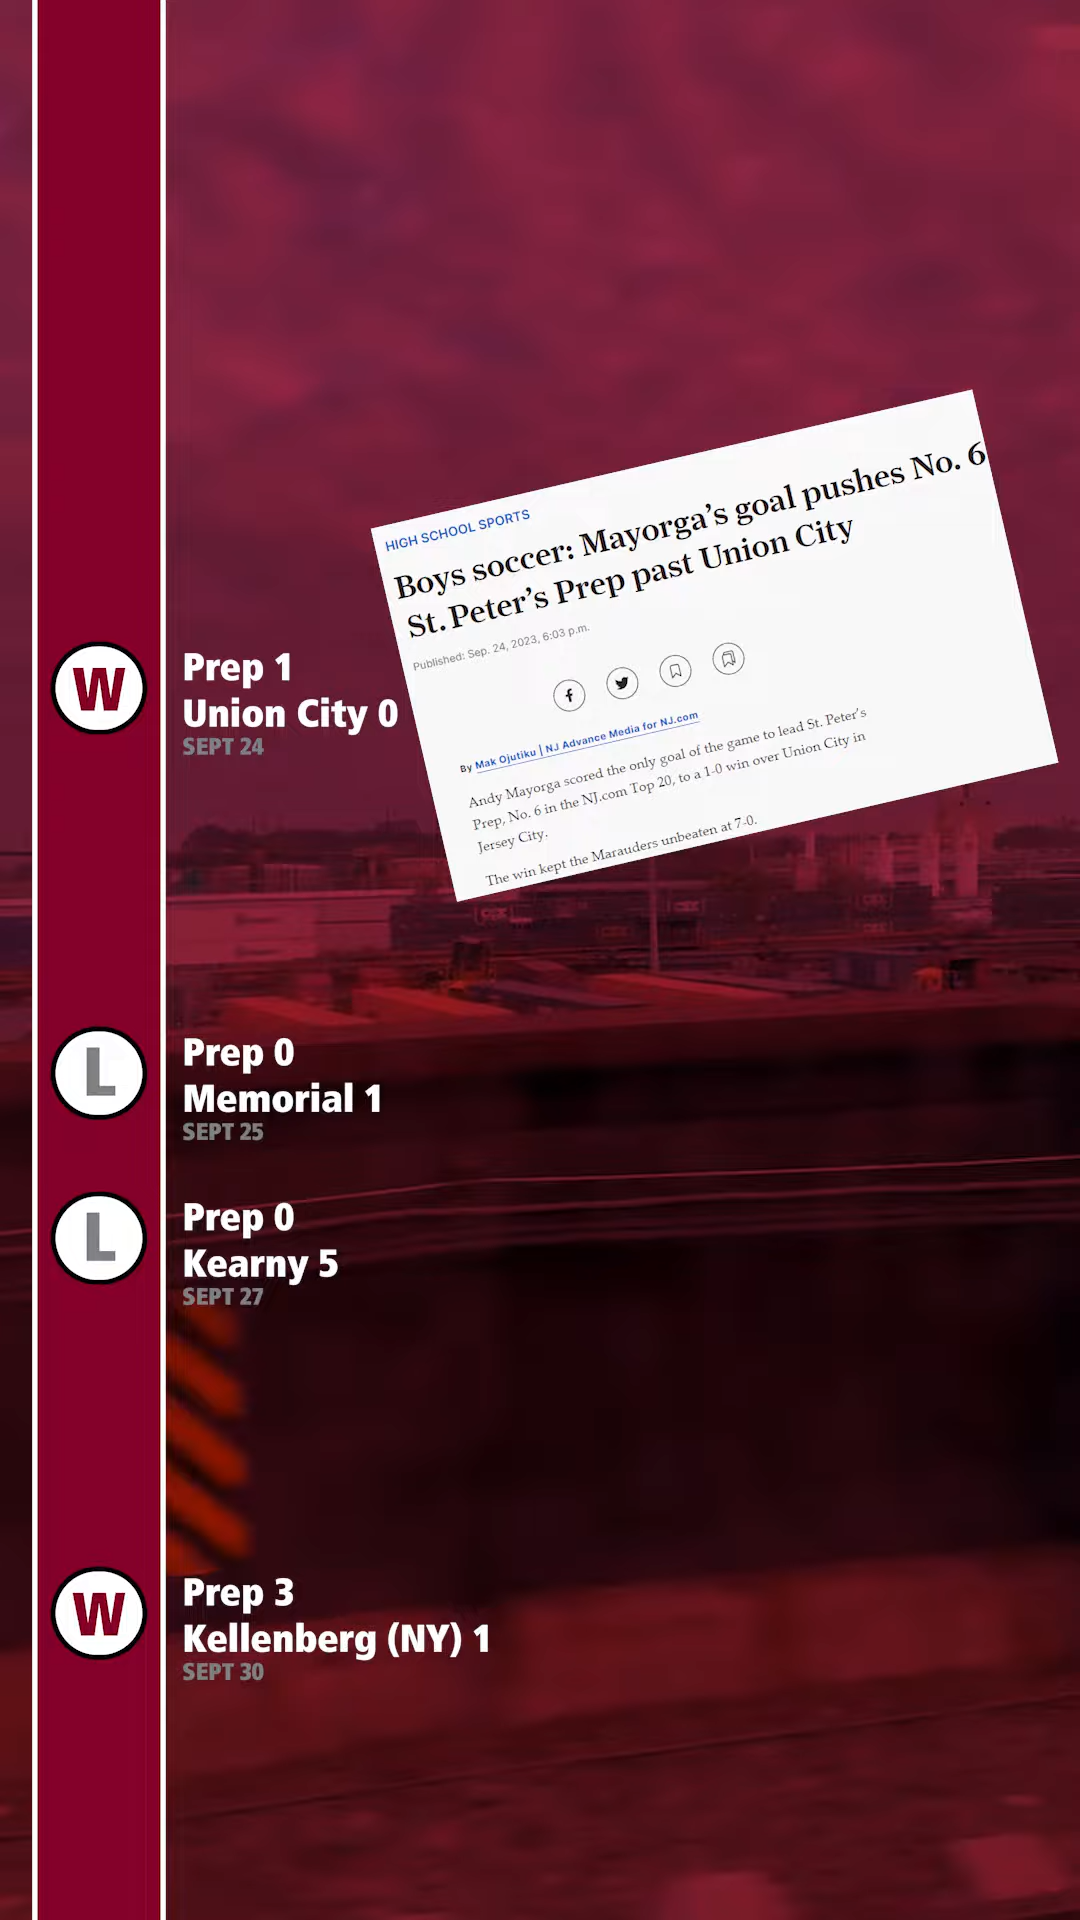 HIGH SCHOOL SPORTS
Boys soccer: Mayorga's goal pushes No. 6
St. Peter's Prep past Union City
Published: Sep. 24, 2023, 6:03 p.m.
By Mak Ojutiku | NJ Advance Media for NJ.com
Andy Mayorga scored the only goal of the game to lead St. Peter's
Prep, No. 6 in the NJ.com Top 20, to a 1-0 win over Union City in
Jersey City.
The win kept the Marauders unbeaten at 7-0.
W
Prep 1
Union City 0
SEPT 24
L
Prep 0
Memorial 1
SEPT 25
L
Prep 0
Kearny 5
SEPT 27
W
Prep 3
Kellenberg (NY) 1
SEPT 30